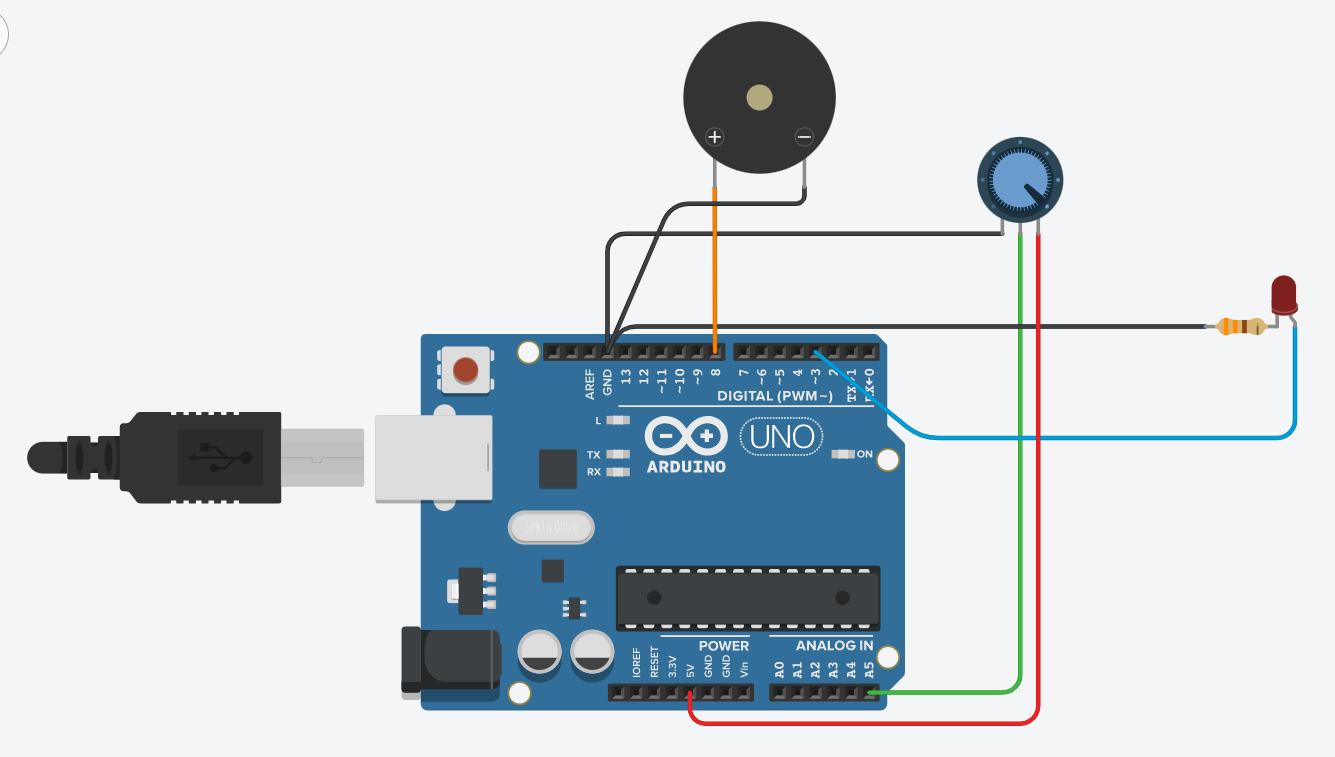 + −
AREF GND 13 12 ~11 ~10 ~9 8 7 ~6 ~5 4 ~3 2 TX→1 RX←0
DIGITAL (PWM~)
L
UNO
TX
RX
ARDUINO
ON
SPK16.000G
POWER
ANALOG IN
IOREF RESET 3.3V 5V GND GND Vin A0 A1 A2 A3 A4 A5